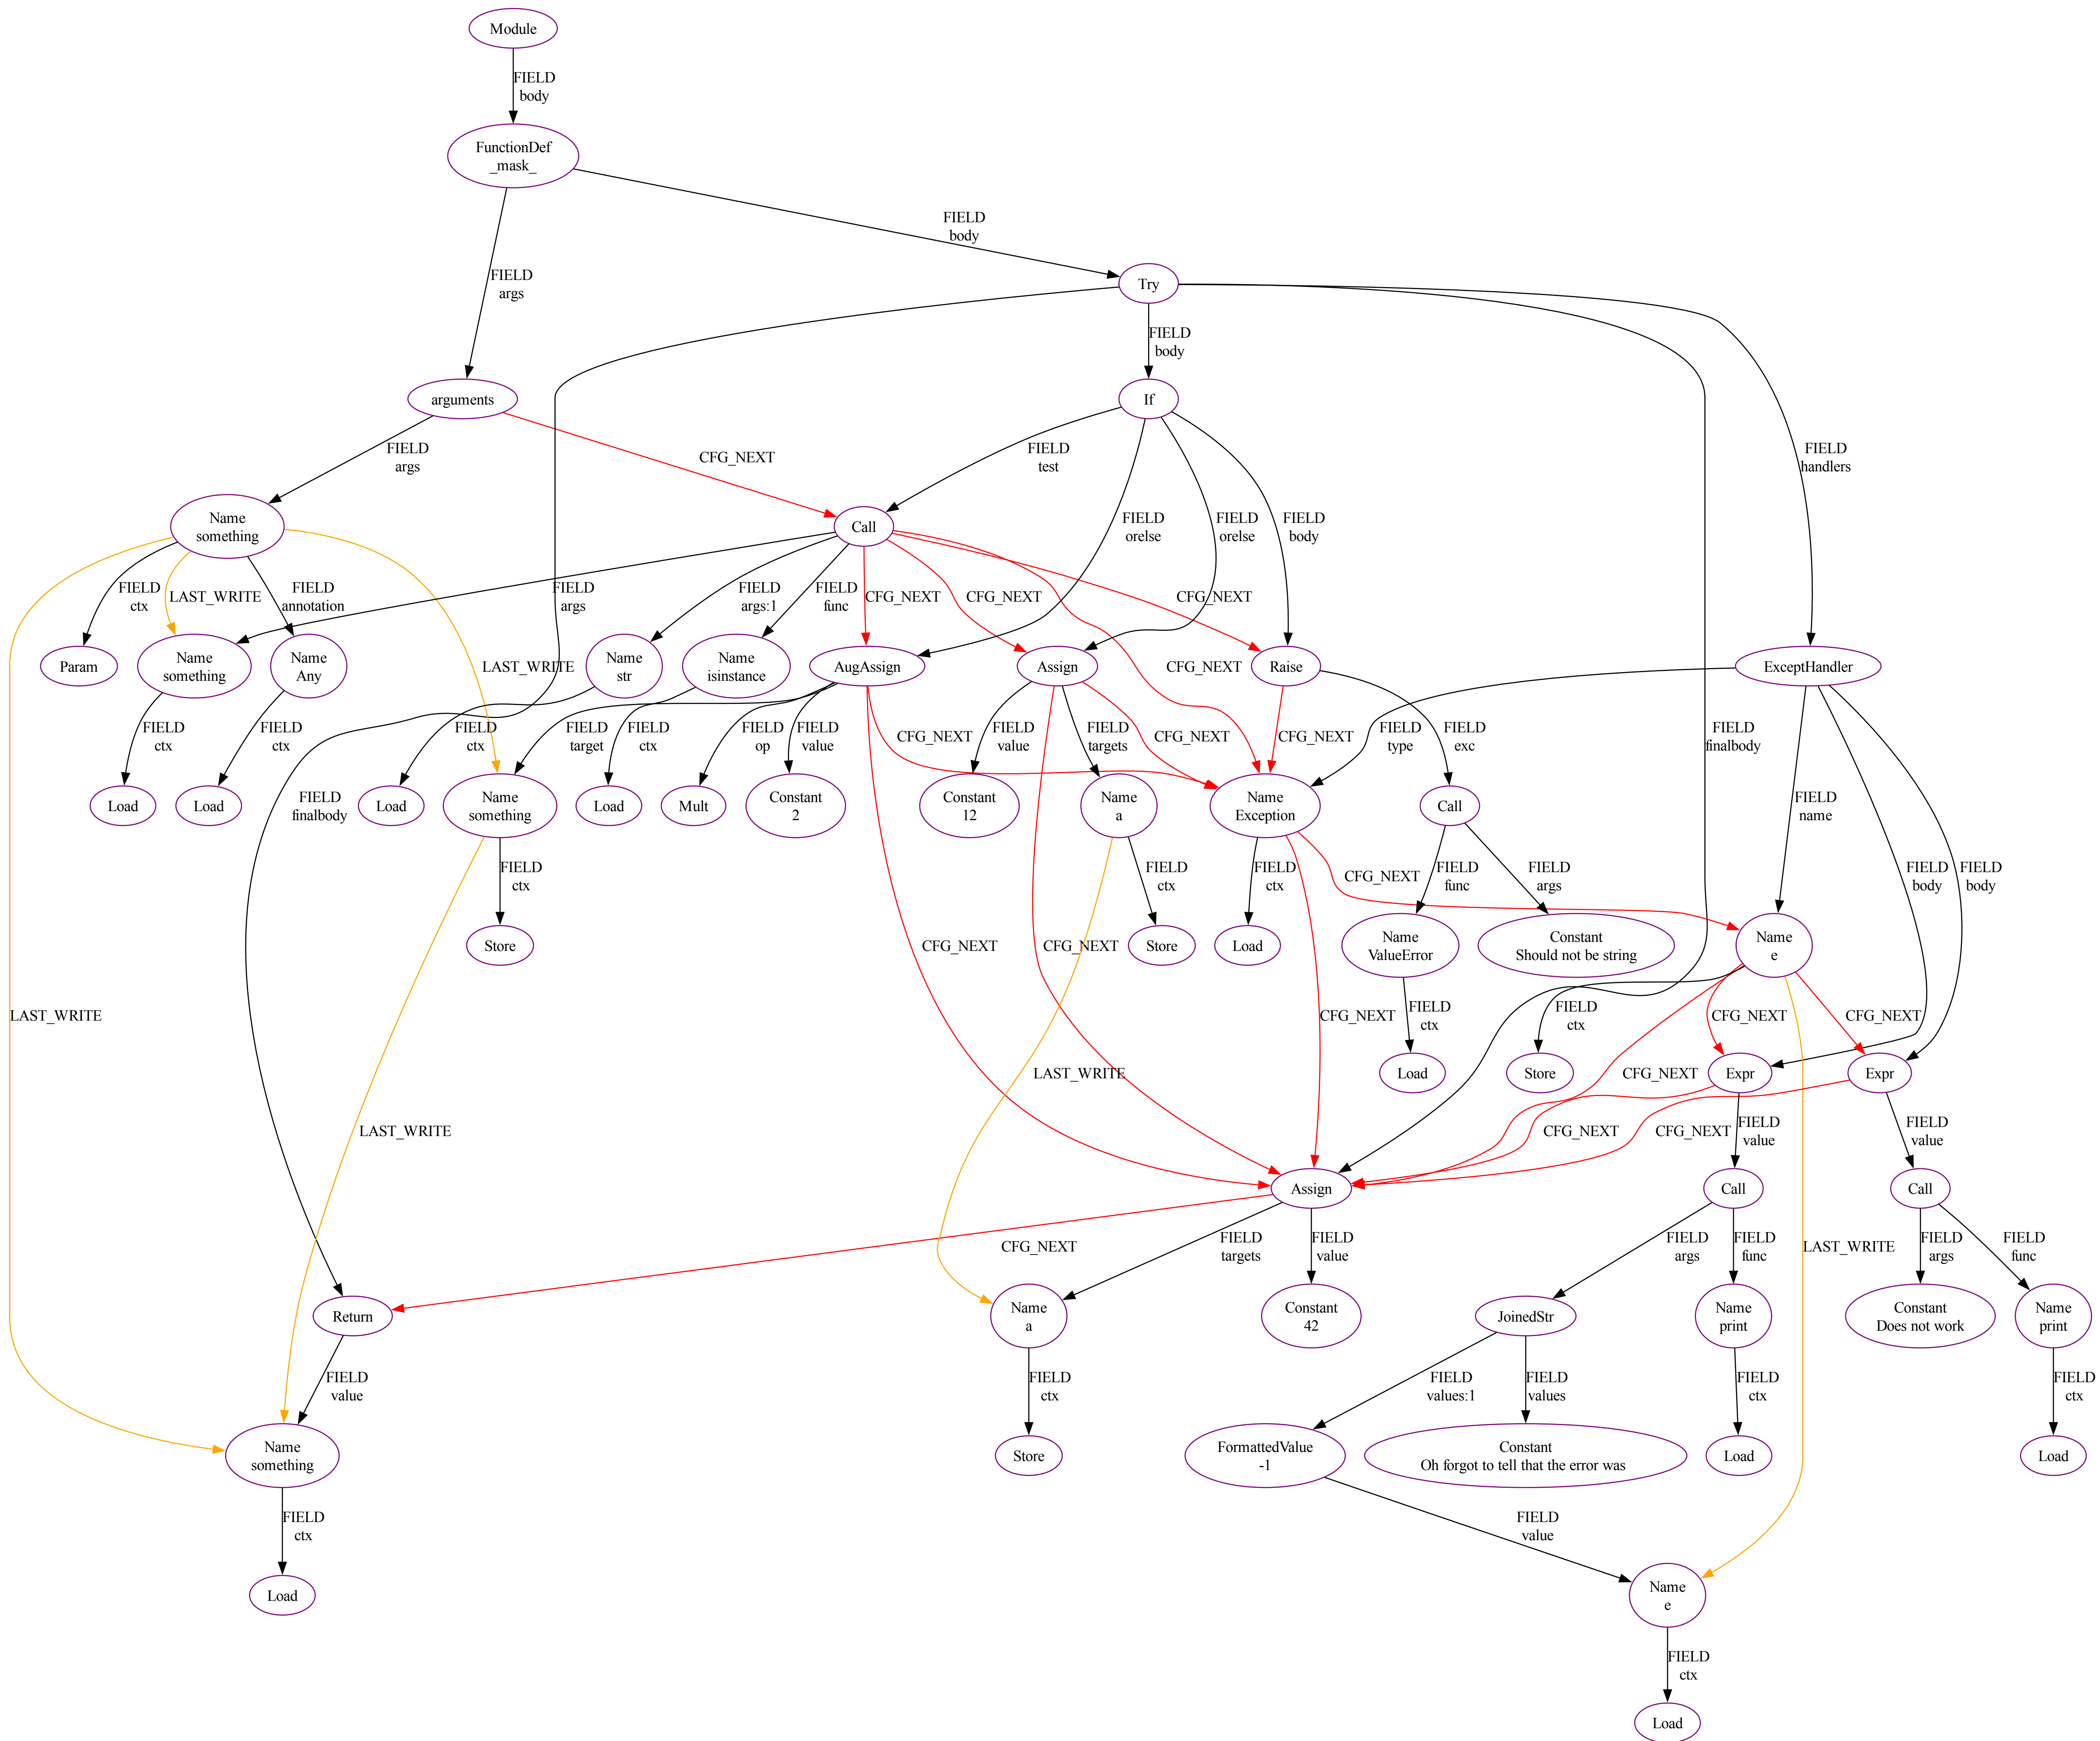 Module
FIELD
body
FunctionDef
_mask_
FIELD
body
FIELD
args
Try
FIELD
body
arguments
If
FIELD
args
CFG_NEXT
FIELD
test
FIELD
handlers
Name
something
Call
FIELD
orelse
FIELD
orelse
FIELD
body
FIELD
ctx
LAST_WRITE
FIELD
annotation
FIELD
args
FIELD
args:1
FIELD
func
CFG_NEXT
CFG_NEXT
CFG_NEXT
Param
Name
something
Name
Any
LAST_WRITE
Name
str
Name
isinstance
AugAssign
Assign
CFG_NEXT
Raise
ExceptHandler
FIELD
ctx
FIELD
ctx
FIELD
ctx
FIELD
target
FIELD
ctx
FIELD
op
FIELD
value
CFG_NEXT
FIELD
value
FIELD
targets
CFG_NEXT
CFG_NEXT
FIELD
type
FIELD
exc
FIELD
finalbody
FIELD
finalbody
Load
Load
Load
Name
something
Load
Mult
Constant
2
Constant
12
Name
a
Name
Exception
Call
FIELD
name
FIELD
ctx
FIELD
ctx
FIELD
ctx
CFG_NEXT
FIELD
func
FIELD
args
FIELD
body
FIELD
body
Store
CFG_NEXT
CFG_NEXT
Store
Load
Name
ValueError
Constant
Should not be string
Name
e
LAST_WRITE
CFG_NEXT
FIELD
ctx
FIELD
ctx
CFG_NEXT
CFG_NEXT
LAST_WRITE
Load
Store
CFG_NEXT
Expr
Expr
LAST_WRITE
CFG_NEXT
CFG_NEXT
FIELD
value
FIELD
value
Assign
Call
Call
CFG_NEXT
FIELD
targets
FIELD
value
FIELD
args
FIELD
func
LAST_WRITE
FIELD
args
FIELD
func
Return
Name
a
Constant
42
JoinedStr
Name
print
Constant
Does not work
Name
print
FIELD
value
FIELD
ctx
FIELD
values:1
FIELD
values
FIELD
ctx
FIELD
ctx
Name
something
Store
FormattedValue
-1
Constant
Oh forgot to tell that the error was
Load
Load
FIELD
ctx
FIELD
value
Load
Name
e
FIELD
ctx
Load